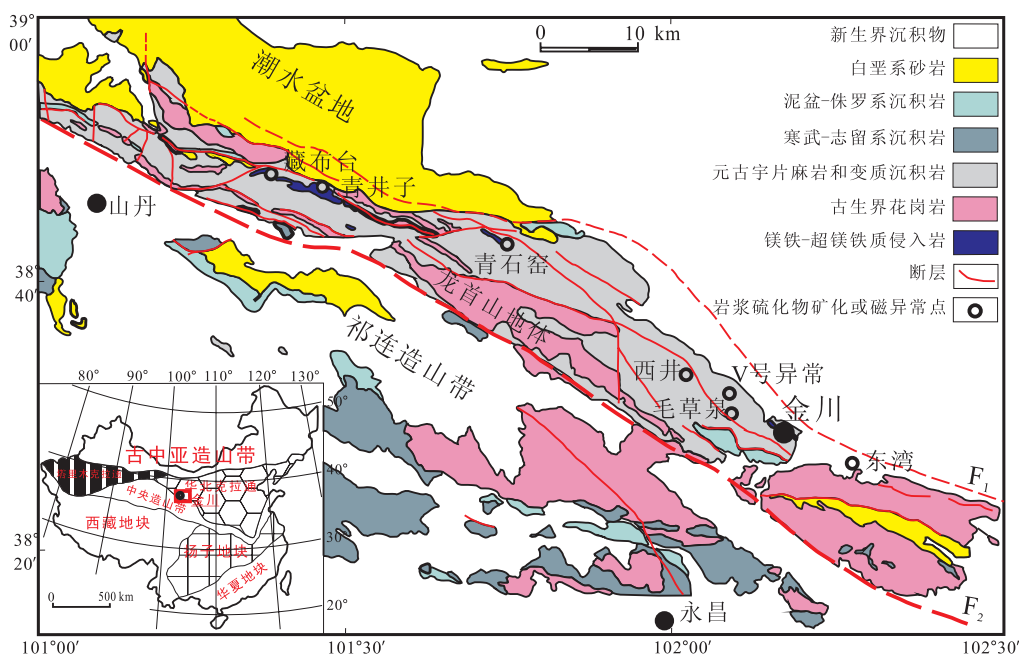 39°
00′
0 10 km
新生界沉积物
白垩系砂岩
泥盆-侏罗系沉积岩
寒武-志留系沉积岩
元古宇片麻岩和变质沉积岩
古生界花岗岩
镁铁-超镁铁质侵入岩
断层
岩浆硫化物矿化或磁异常点
潮水盆地
藏布台
青井子
山丹
青石窑
38°
40′
龙首山地体
祁连造山带
西井
V号异常
毛草泉
金川
东湾
F1
F2
永昌
38°
20′
80° 90° 100° 110° 120° 130°
50°
40°
30°
20°
古中亚造山带
塔里木克拉通
华北克拉通
金川
中央造山带
西藏地块
扬子地块
华夏地块
0 500 km
101°00′ 101°30′ 102°00′ 102°30′